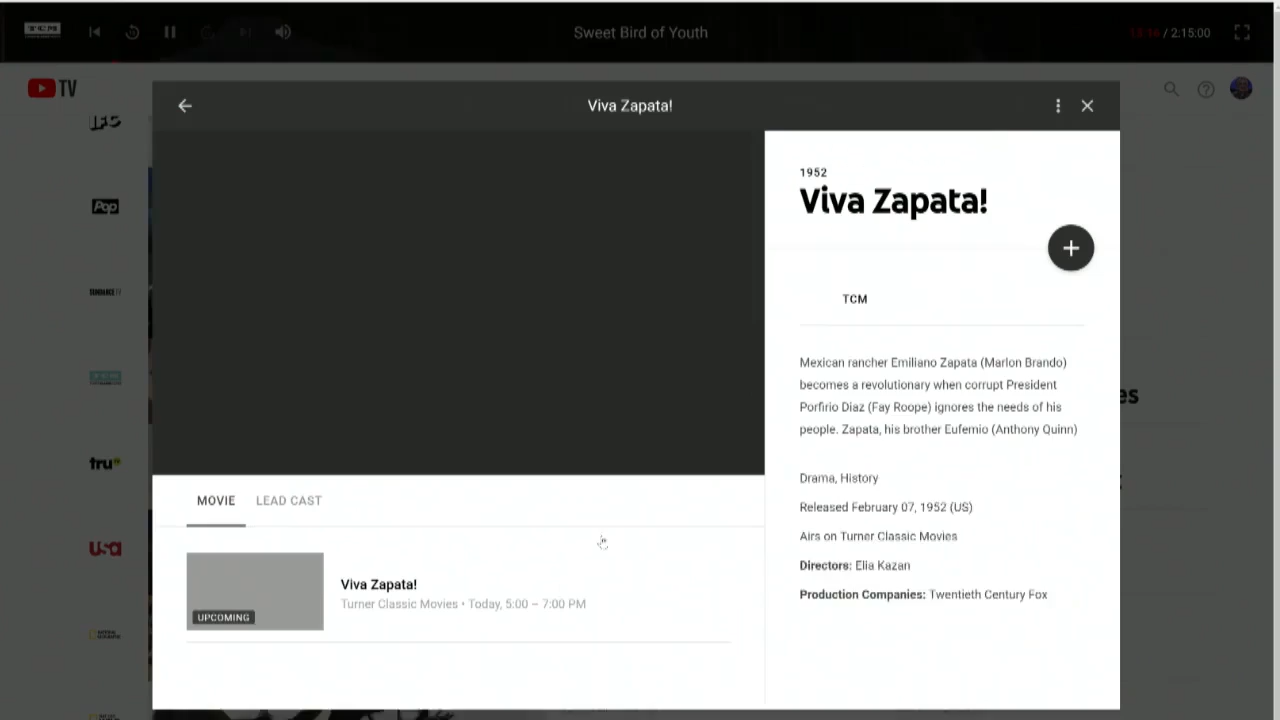 TCM
Sweet Bird of Youth
/ 2:15:00
TV
IFC
Viva Zapata!
1952
Viva Zapata!
Pop
TCM
TUNDANCE TV
Mexican rancher Emiliano Zapata (Marlon Brando)
becomes a revolutionary when corrupt President
Porfirio Diaz (Fay Roope) ignores the needs of his
people. Zapata, his brother Eufemio (Anthony Quinn)
es
tru
Drama, History
MOVIE LEAD CAST
Released February 07, 1952 (US)
Airs on Turner Classic Movies
usa
Directors: Elia Kazan
Viva Zapata!
Production Companies: Twentieth Century Fox
Turner Classic Movies • Today, 5:00 – 7:00 PM
UPCOMING